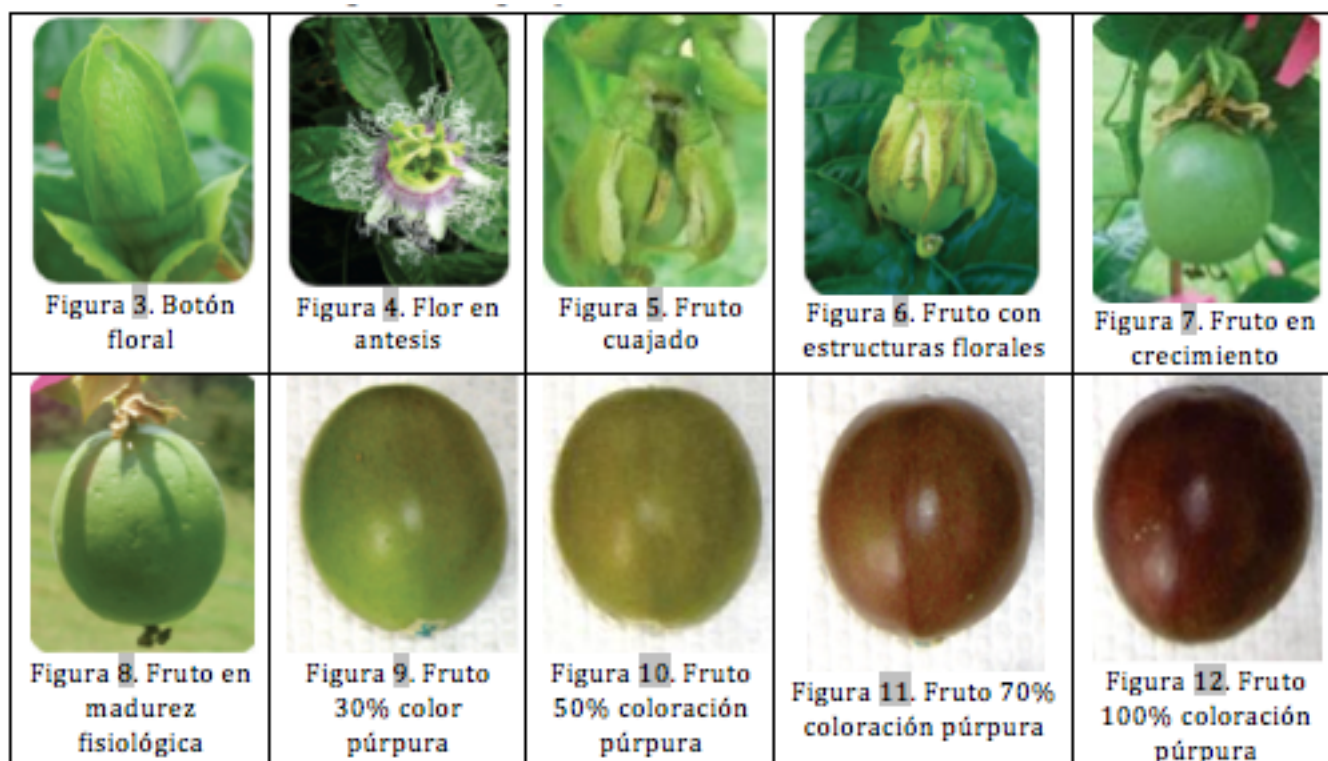 Figura 3. Botón
floral
Figura 4. Flor en
antesis
Figura 5. Fruto
cuajado
Figura 6. Fruto con
estructuras florales
Figura 7. Fruto en
crecimiento
Figura 8. Fruto en
madurez
fisiológica
Figura 9. Fruto
30% color
púrpura
Figura 10. Fruto
50% coloración
púrpura
Figura 11. Fruto 70%
coloración púrpura
Figura 12. Fruto
100% coloración
púrpura